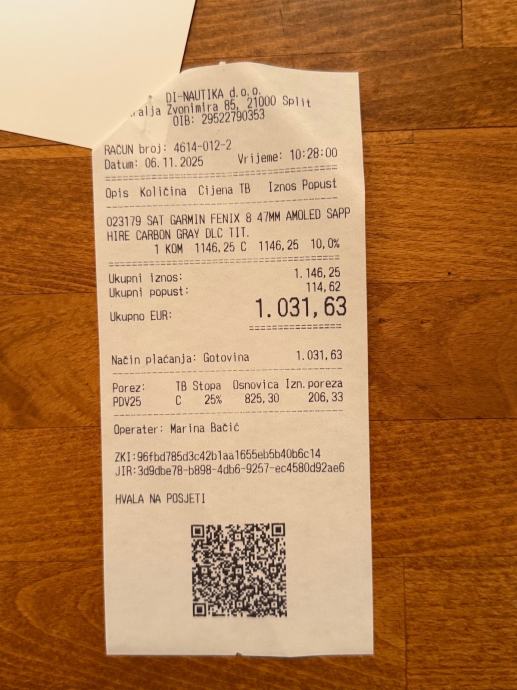 DI-NAUTIKA d.o.o.
Zvonimira 85, 21000 Split
OIB: 29522790353
RAČUN broj: 4614-012-2
Datum: 06.11.2025 Vrijeme: 10:28:00
Opis Količina Cijena TB Iznos Popust
023179 SAT GARMIN FENIX 8 47MM AMOLED SAPP
HIRE CARBON GRAY DLC TIT.
1 KOM 1146,25 C 1146,25 10,0%
Ukupni iznos: 1.146,25
Ukupni popust: 114,62
Ukupno EUR: 1.031,63
Način plaćanja: Gotovina 1.031,63
Porez: TB Stopa Osnovica Izn.poreza
PDV25 C 25% 825,30 206,33
Operater: Marina Bačić
ZKI:96fbd785d3c42b1aa1655eb5b40b6c14
JIR:3d9dbe78-b898-4db6-9257-ec4580d92ae6
HVALA NA POSJETI